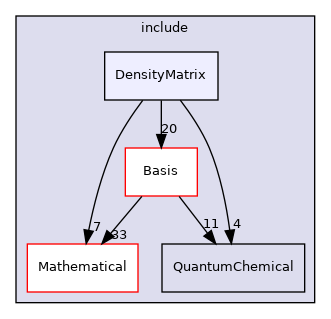 include
DensityMatrix
20
Basis
7
33
11
4
Mathematical
QuantumChemical